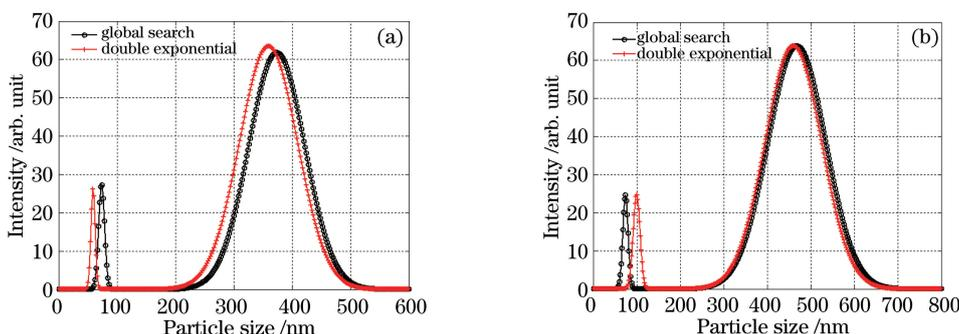 70
60
50
40
30
20
10
0
Intensity /arb. unit
global search
double exponential
(a)
0 100 200 300 400 500 600
Particle size /nm
70
60
50
40
30
20
10
0
Intensity /arb. unit
global search
double exponential
(b)
0 100 200 300 400 500 600 700 800
Particle size /nm